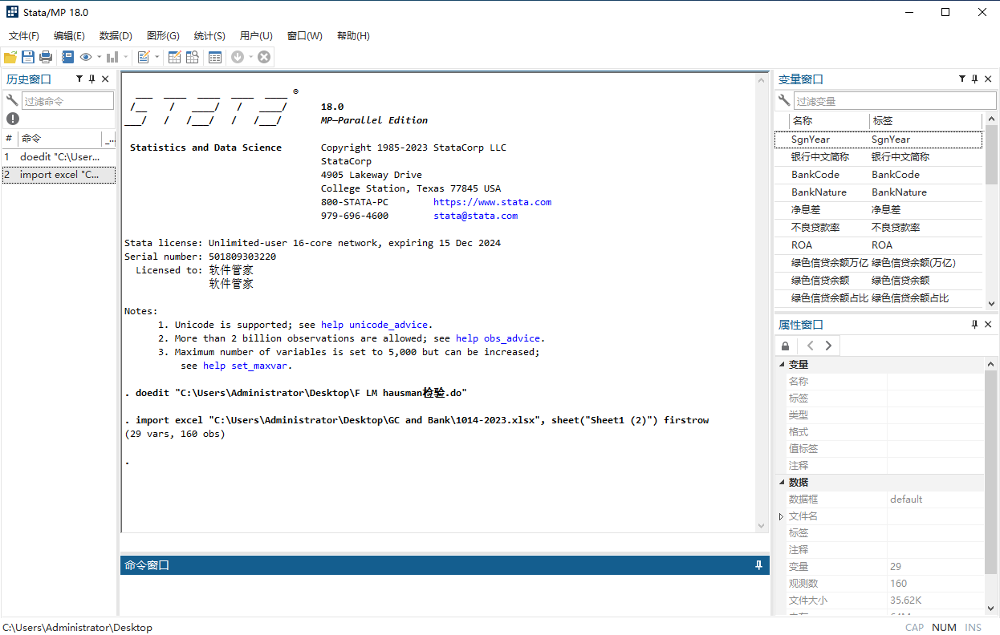 Stata/MP 18.0
文件(F) 编辑(E) 数据(D) 图形(G) 统计(S) 用户(U) 窗口(W) 帮助(H)
历史窗口
过滤命令
# 命令 _...
1 doedit "C:\User...
2 import excel "C...
®
18.0
MP—Parallel Edition
Statistics and Data Science Copyright 1985-2023 StataCorp LLC
StataCorp
4905 Lakeway Drive
College Station, Texas 77845 USA
800-STATA-PC https://www.stata.com
979-696-4600 stata@stata.com
Stata license: Unlimited-user 16-core network, expiring 15 Dec 2024
Serial number: 501809303220
Licensed to: 软件管家
软件管家
Notes:
1. Unicode is supported; see help unicode_advice.
2. More than 2 billion observations are allowed; see help obs_advice.
3. Maximum number of variables is set to 5,000 but can be increased;
see help set_maxvar.
. doedit "C:\Users\Administrator\Desktop\F LM hausman检验.do"
. import excel "C:\Users\Administrator\Desktop\GC and Bank\1014-2023.xlsx", sheet("Sheet1 (2)") firstrow
(29 vars, 160 obs)
.
命令窗口
变量窗口
过滤变量
名称 标签
SgnYear SgnYear
银行中文简称 银行中文简称
BankCode BankCode
BankNature BankNature
净息差 净息差
不良贷款率 不良贷款率
ROA ROA
绿色信贷余额万亿 绿色信贷余额(万亿)
绿色信贷余额 绿色信贷余额
绿色信贷余额占比 绿色信贷余额占比
属性窗口
变量
名称
标签
类型
格式
值标签
注释
数据
数据框 default
文件名
标签
注释
变量 29
观测数 160
文件大小 35.62K
C:\Users\Administrator\Desktop
CAP NUM INS